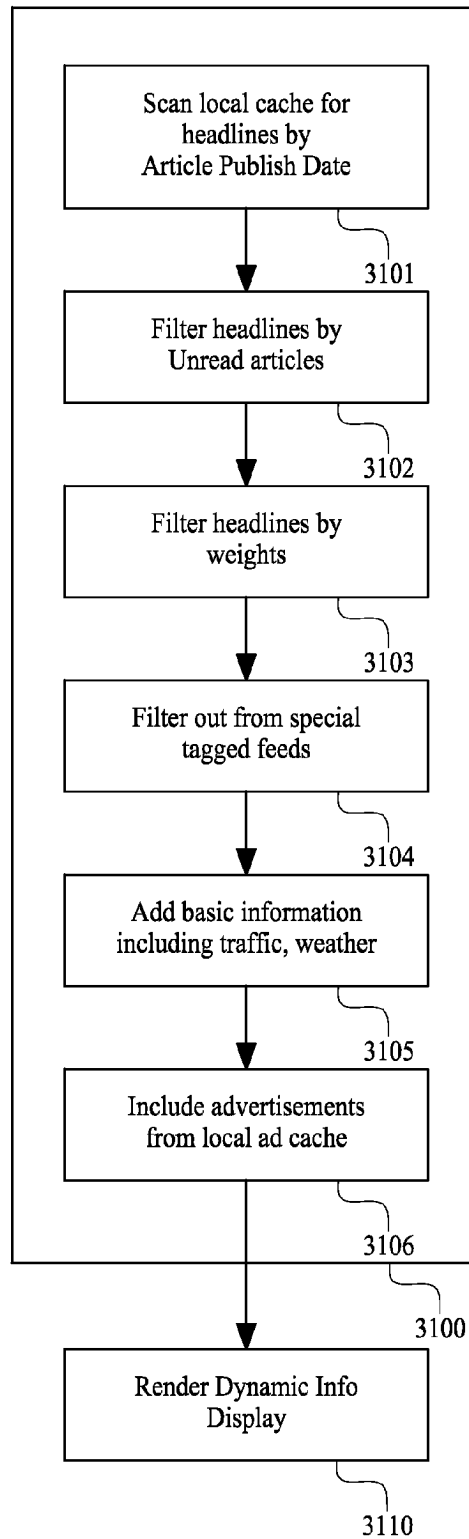 Scan local cache for
headlines by
Article Publish Date
3101
Filter headlines by
Unread articles
3102
Filter headlines by
weights
3103
Filter out from special
tagged feeds
3104
Add basic information
including traffic, weather
3105
Include advertisements
from local ad cache
3106
3100
Render Dynamic Info
Display
3110